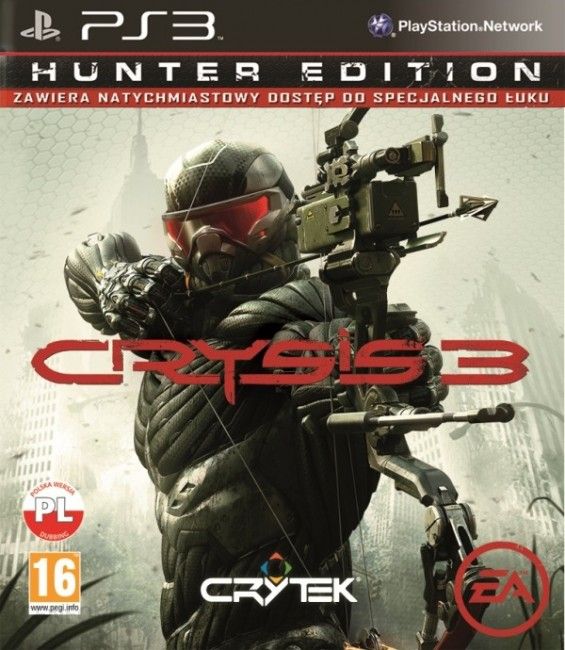 PS3
PlayStation®Network
HUNTER EDITION
ZAWIERA NATYCHMIASTOWY DOSTĘP DO SPECJALNEGO ŁUKU
CRYSIS 3
POLSKA WERSJA
PL
DUBBING
16
www.pegi.info
CRYTEK
EA